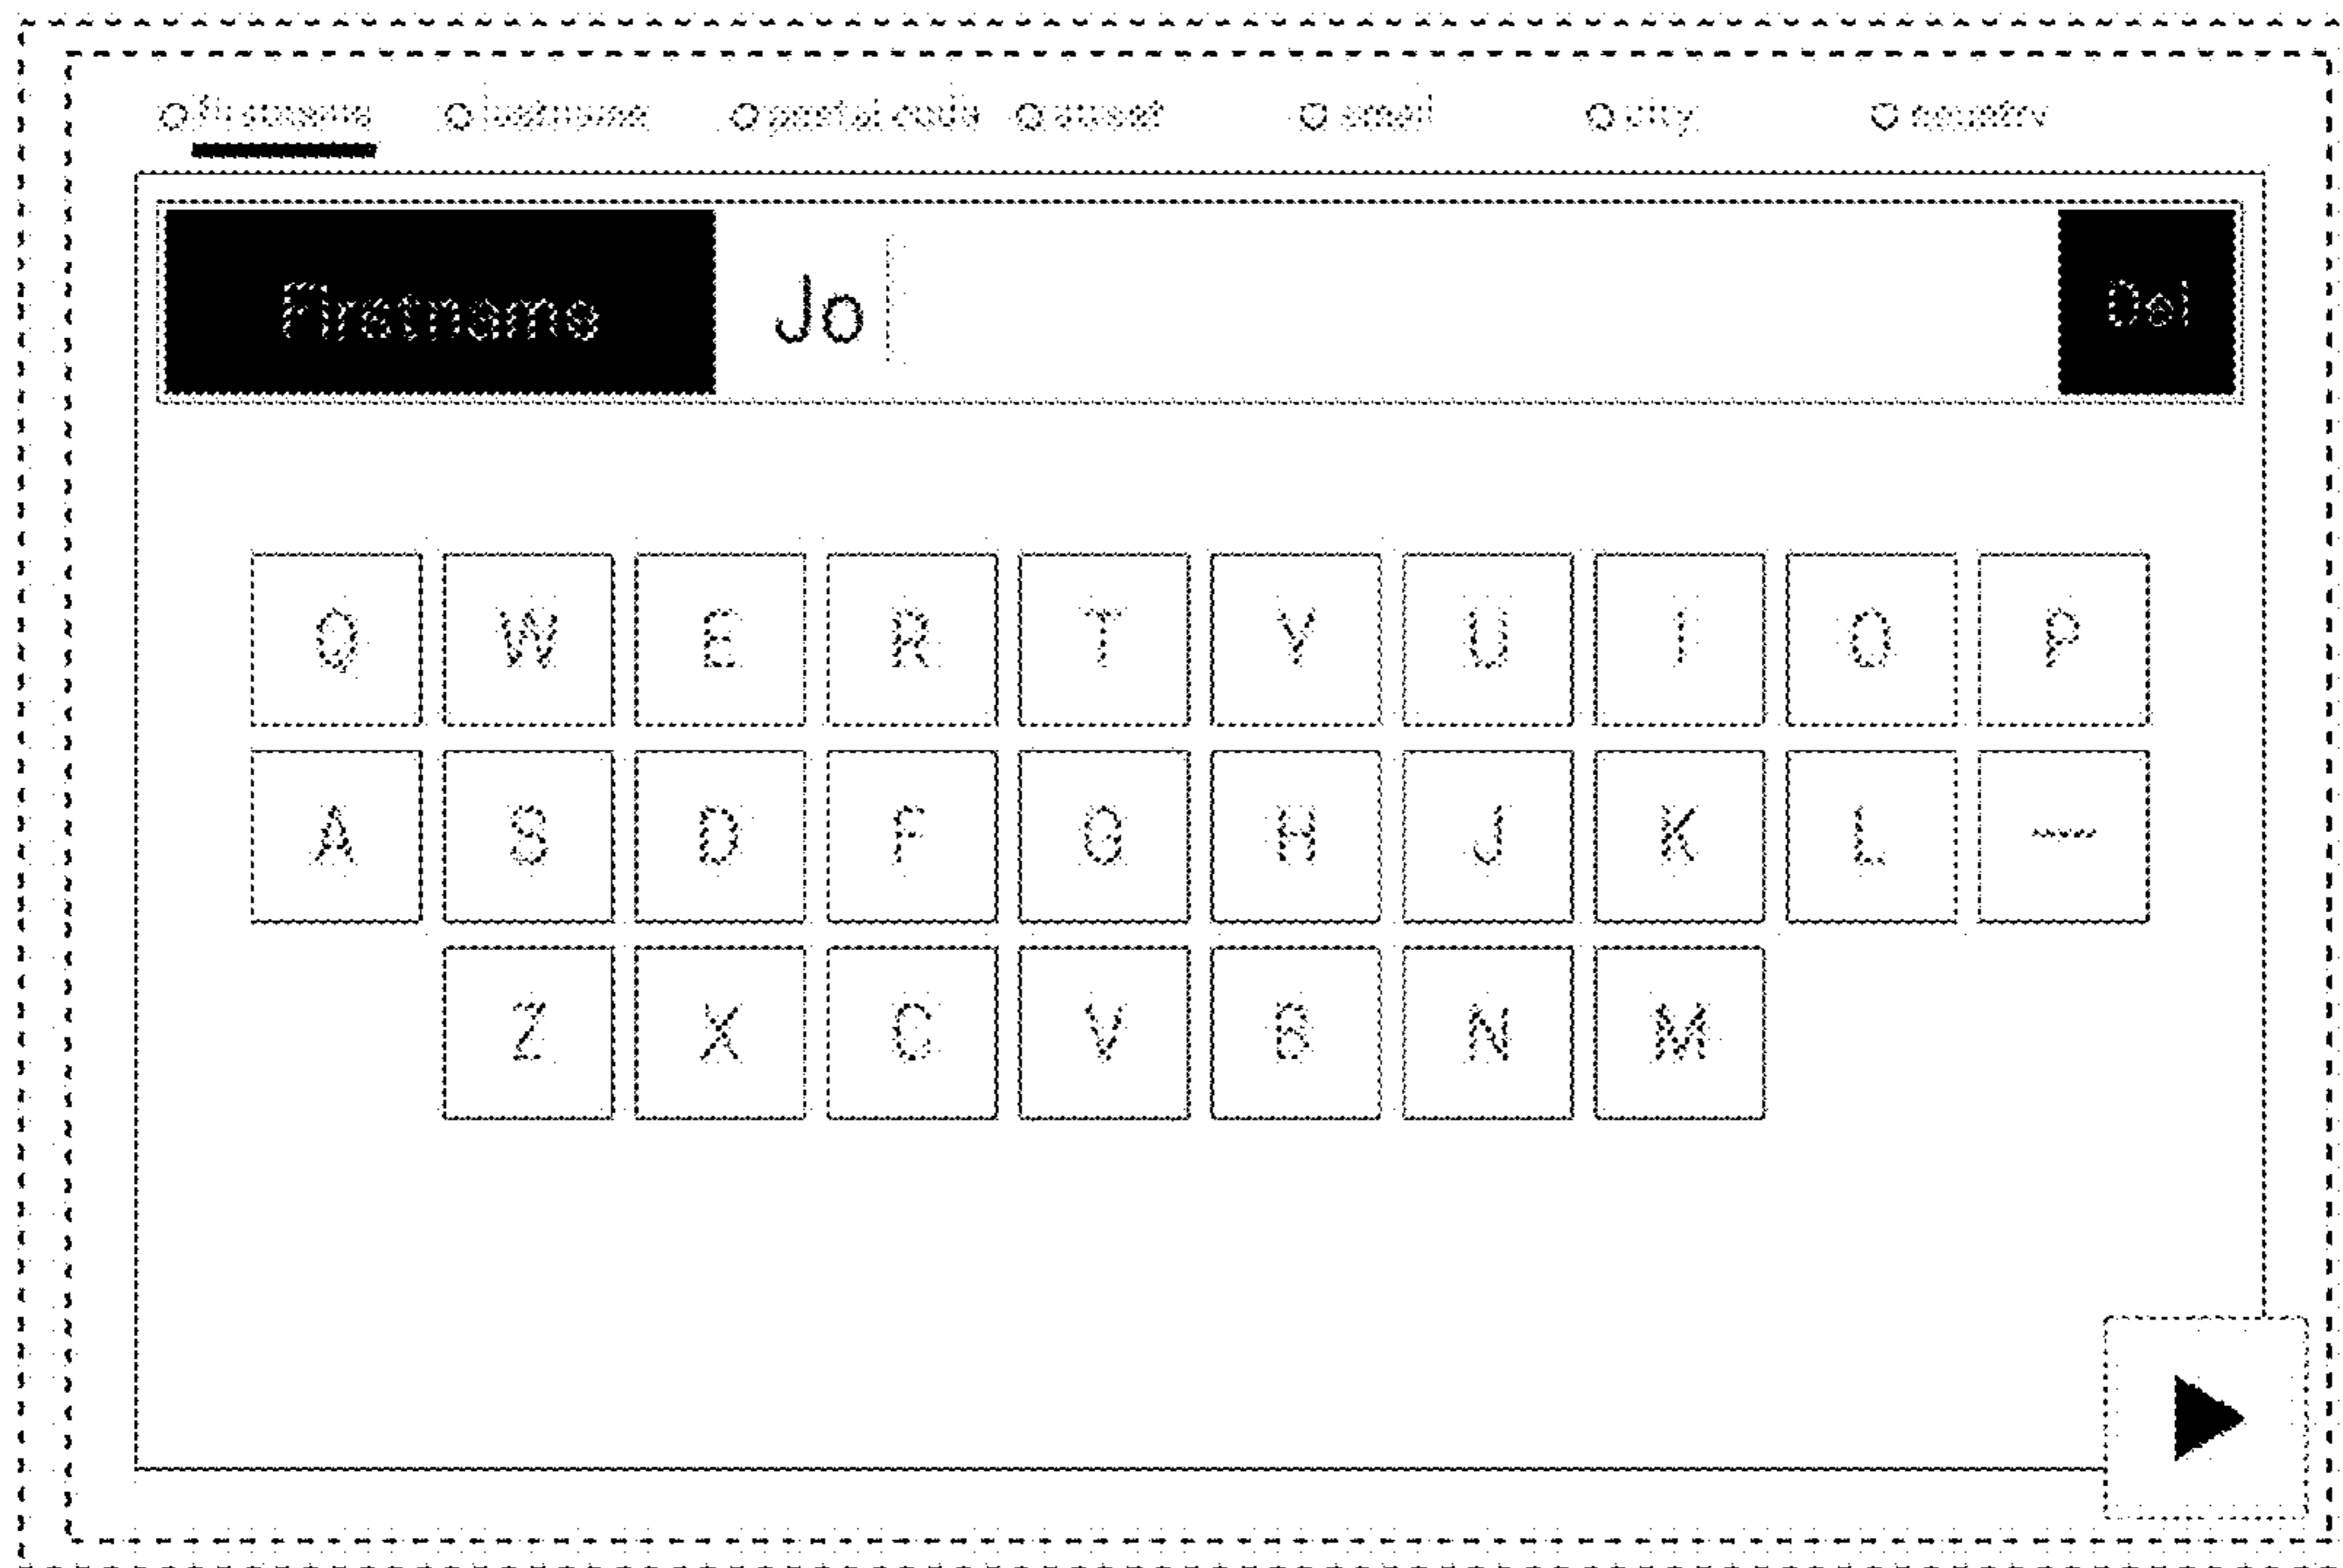 firstname lastname postal code street email city country
Firstname Jo Del
Q W E R T Y U I O P
A S D F G H J K L —
Z X C V B N M